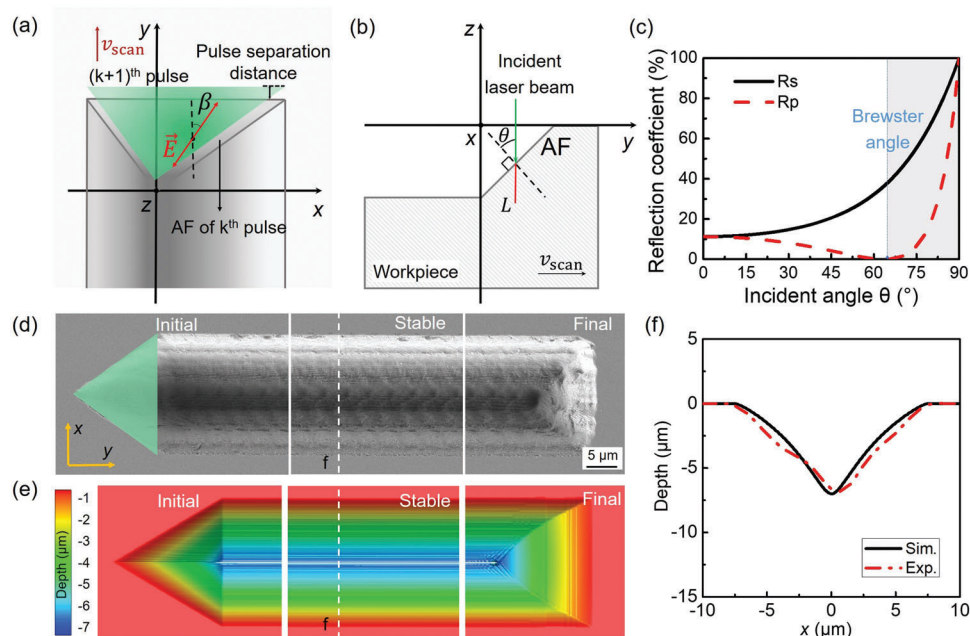 (a)
y
v_scan
(k+1)th pulse
Pulse separation
distance
β
E⃗
z
x
AF of kth pulse
(b)
z
Incident
laser beam
x
θ
AF
y
L
Workpiece
v_scan
(c)
Reflection coeffcient (%)
100
80
60
40
20
0
Rs
Rp
Brewster
angle
0 15 30 45 60 75 90
Incident angle θ (°)
(d)
Initial
Stable
Final
x
y
f
5 μm
(e)
Depth (μm)
-1
-2
-3
-4
-5
-6
-7
Initial
Stable
Final
f
(f)
Depth (μm)
5
0
-5
-10
-15
Sim.
Exp.
-10 -5 0 5 10
x (μm)